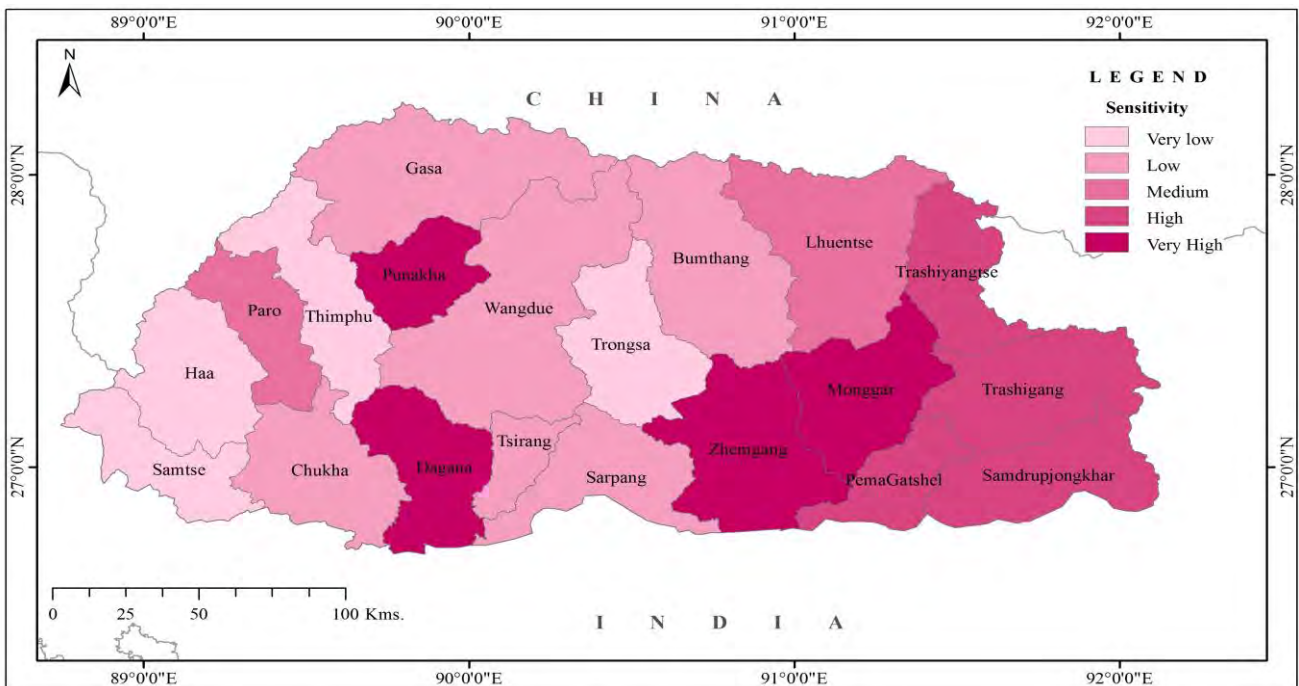 89°0'0"E 90°0'0"E 91°0'0"E 92°0'0"E
N
CHINA
LEGEND
Sensitivity
Very low
Low
Medium
High
Very High
28°0'0"N
28°0'0"N
Gasa
Punakha
Bumthang
Lhuentse
Trashiyangtse
Paro
Thimphu
Wangdue
Trongsa
Haa
Monggar
Trashigang
Tsirang
Zhemgang
Samtse
Chukha
Dagana
Sarpang
PemaGatshel
Samdrupjongkhar
27°0'0"N
27°0'0"N
0 25 50 100 Kms.
INDIA
89°0'0"E 90°0'0"E 91°0'0"E 92°0'0"E